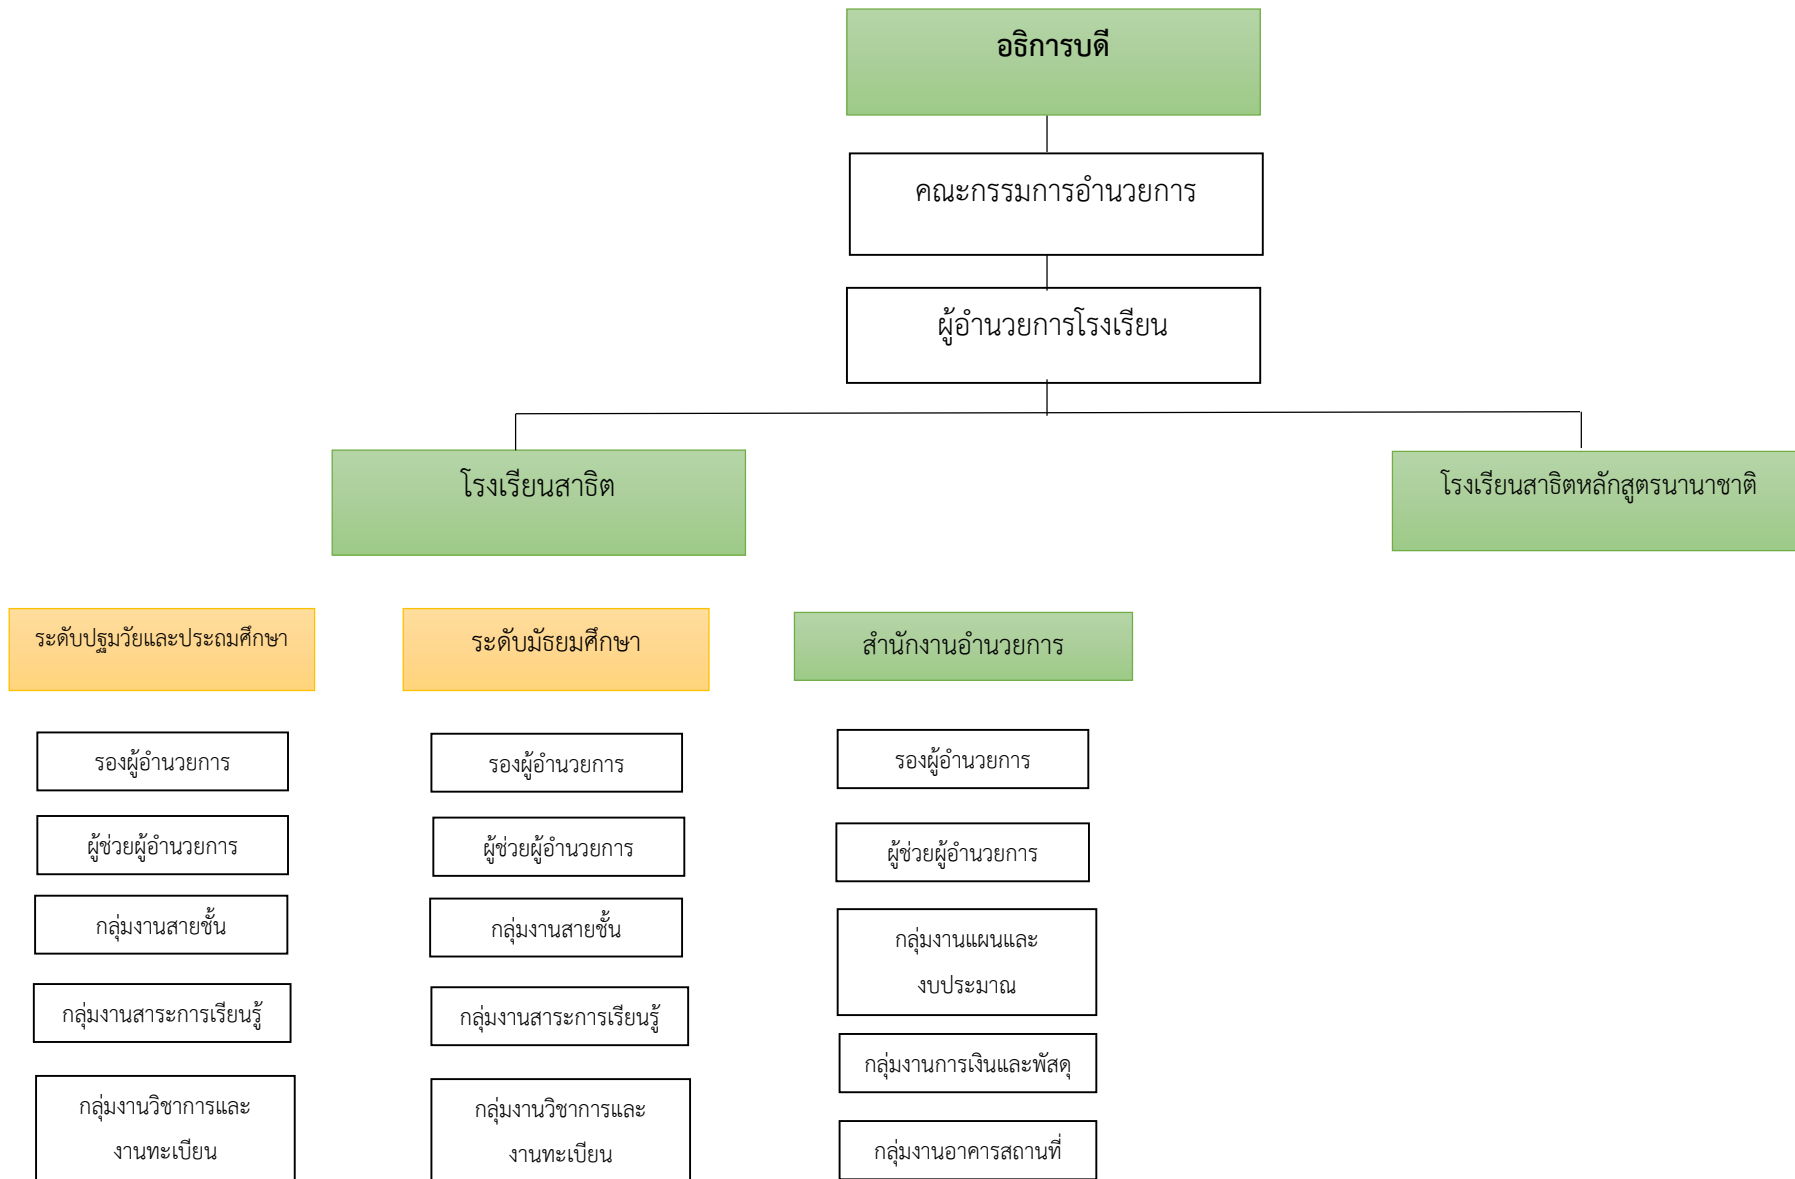 อธิการบดี
คณะกรรมการอำนวยการ
ผู้อำนวยการโรงเรียน
โรงเรียนสาธิต
โรงเรียนสาธิตหลักสูตรนานาชาติ
ระดับปฐมวัยและประถมศึกษา
ระดับมัธยมศึกษา
สำนักงานอำนวยการ
รองผู้อำนวยการ
รองผู้อำนวยการ
รองผู้อำนวยการ
ผู้ช่วยผู้อำนวยการ
ผู้ช่วยผู้อำนวยการ
ผู้ช่วยผู้อำนวยการ
กลุ่มงานสายชั้น
กลุ่มงานสายชั้น
กลุ่มงานแผนและ
งบประมาณ
กลุ่มงานสาระการเรียนรู้
กลุ่มงานสาระการเรียนรู้
กลุ่มงานการเงินและพัสดุ
กลุ่มงานวิชาการและ
งานทะเบียน
กลุ่มงานวิชาการและ
งานทะเบียน
กลุ่มงานอาคารสถานที่